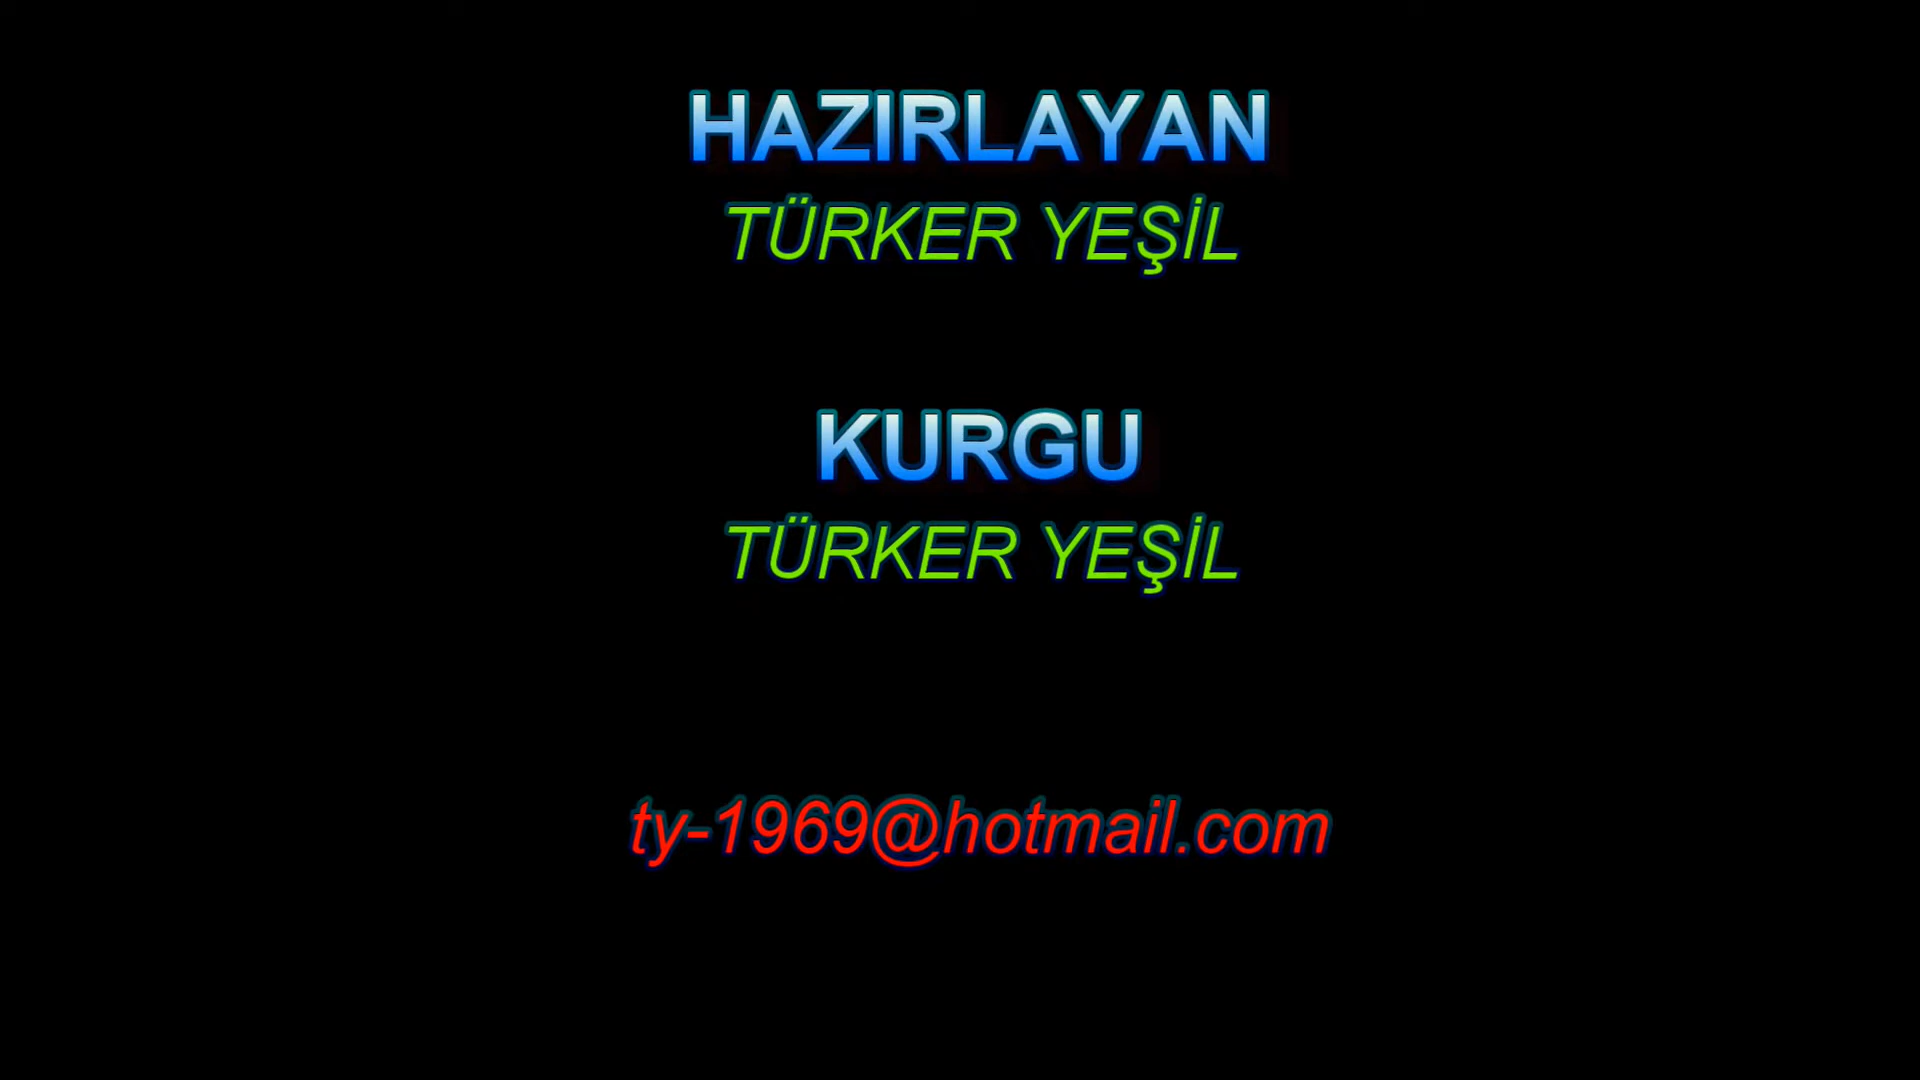 HAZIRLAYAN
TÜRKER YEŞİL
KURGU
TÜRKER YEŞİL
ty-1969@hotmail.com